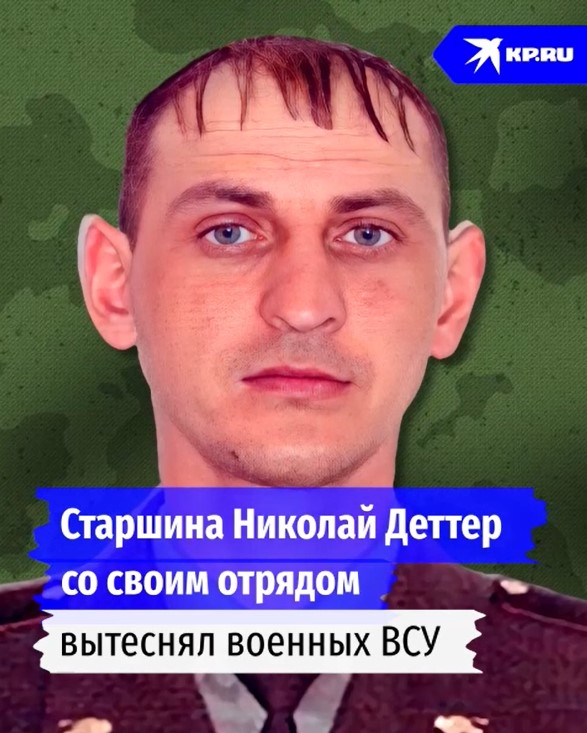 KP.RU
Старшина Николай Деттер
со своим отрядом
вытеснял военных ВСУ